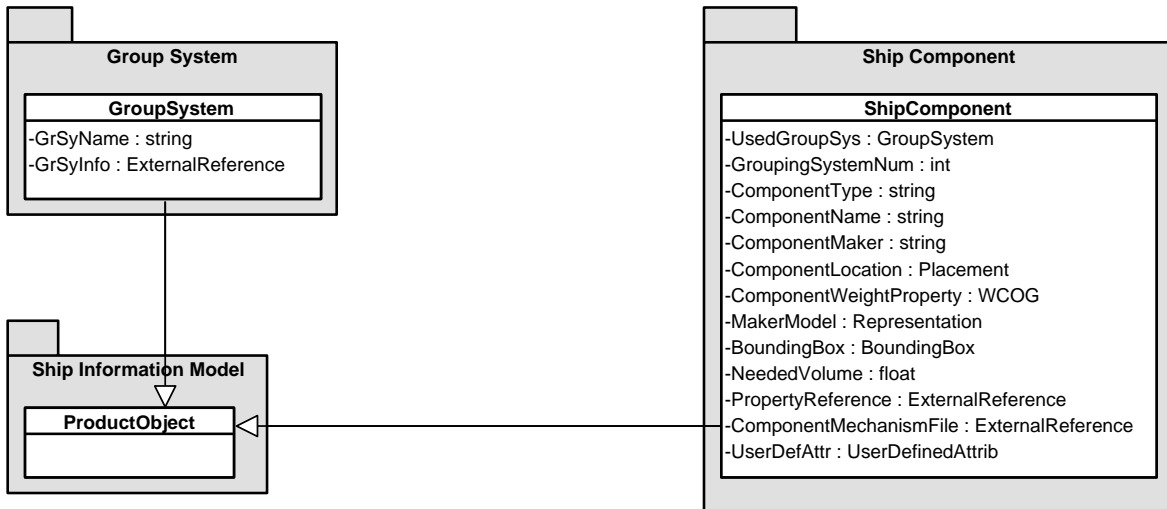 Group System
GroupSystem
-GrSyName : string
-GrSyInfo : ExternalReference
Ship Information Model
ProductObject
Ship Component
ShipComponent
-UsedGroupSys : GroupSystem
-GroupingSystemNum : int
-ComponentType : string
-ComponentName : string
-ComponentMaker : string
-ComponentLocation : Placement
-ComponentWeightProperty : WCOG
-MakerModel : Representation
-BoundingBox : BoundingBox
-NeededVolume : float
-PropertyReference : ExternalReference
-ComponentMechanismFile : ExternalReference
-UserDefAttr : UserDefinedAttrib